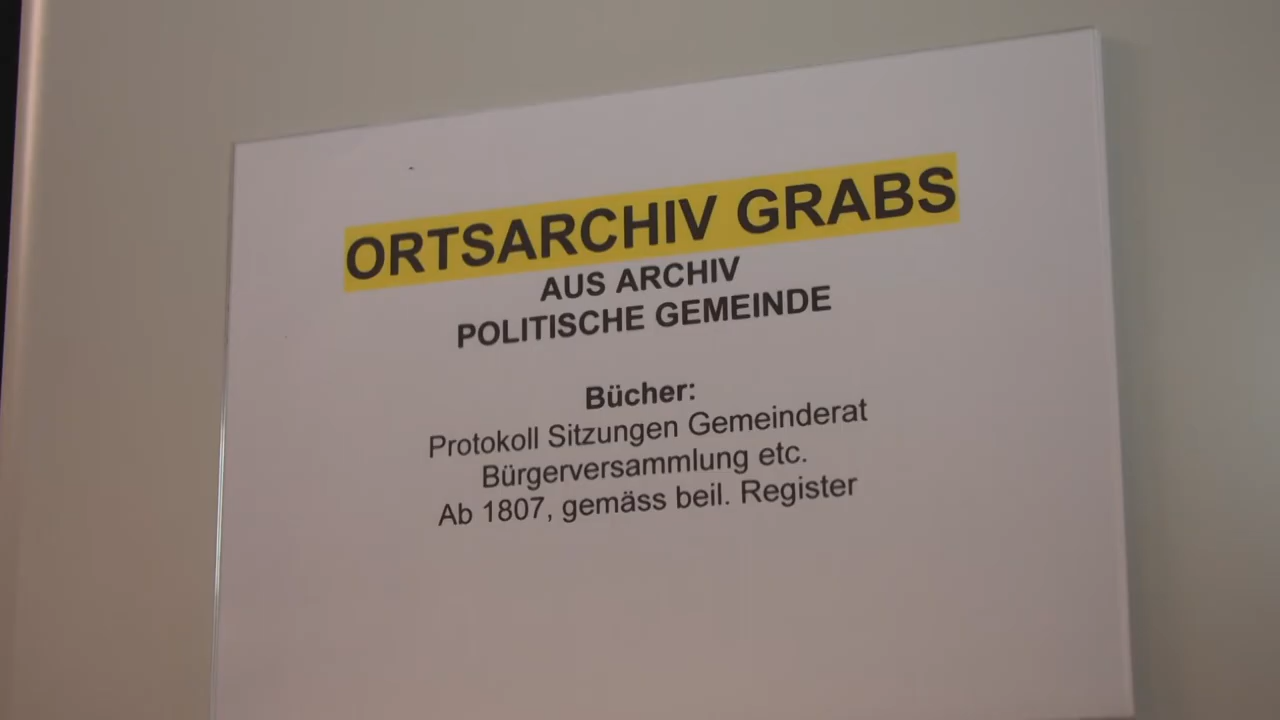 ORTSARCHIV GRABS
AUS ARCHIV
POLITISCHE GEMEINDE
Bücher:
Protokoll Sitzungen Gemeinderat
Bürgerversammlung etc.
Ab 1807, gemäss beil. Register